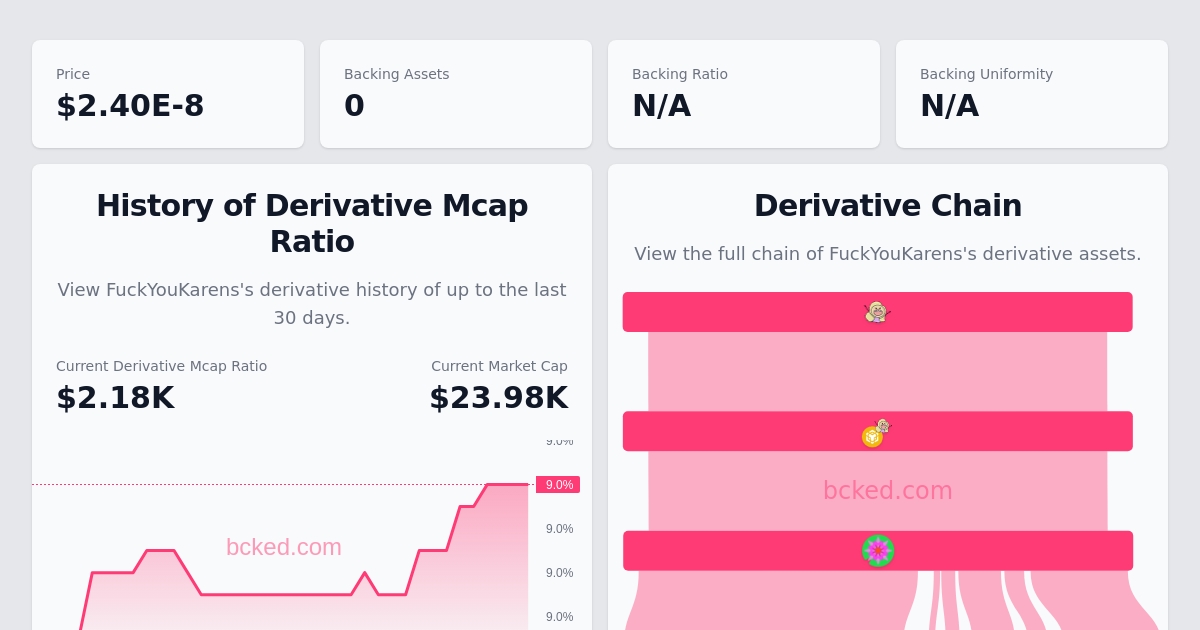 Price
$2.40E-8
Backing Assets
0
Backing Ratio
N/A
Backing Uniformity
N/A
History of Derivative Mcap
Ratio
View FuckYouKarens's derivative history of up to the last
30 days.
Current Derivative Mcap Ratio
$2.18K
Current Market Cap
$23.98K
9.0%
9.0%
9.0%
9.0%
9.0%
bcked.com
Derivative Chain
View the full chain of FuckYouKarens's derivative assets.
bcked.com